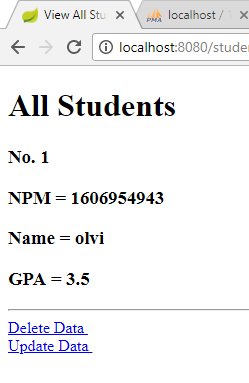 View All Stu
localhost / 1
localhost:8080/stude
All Students
No. 1
NPM = 1606954943
Name = olvi
GPA = 3.5
Delete Data
Update Data